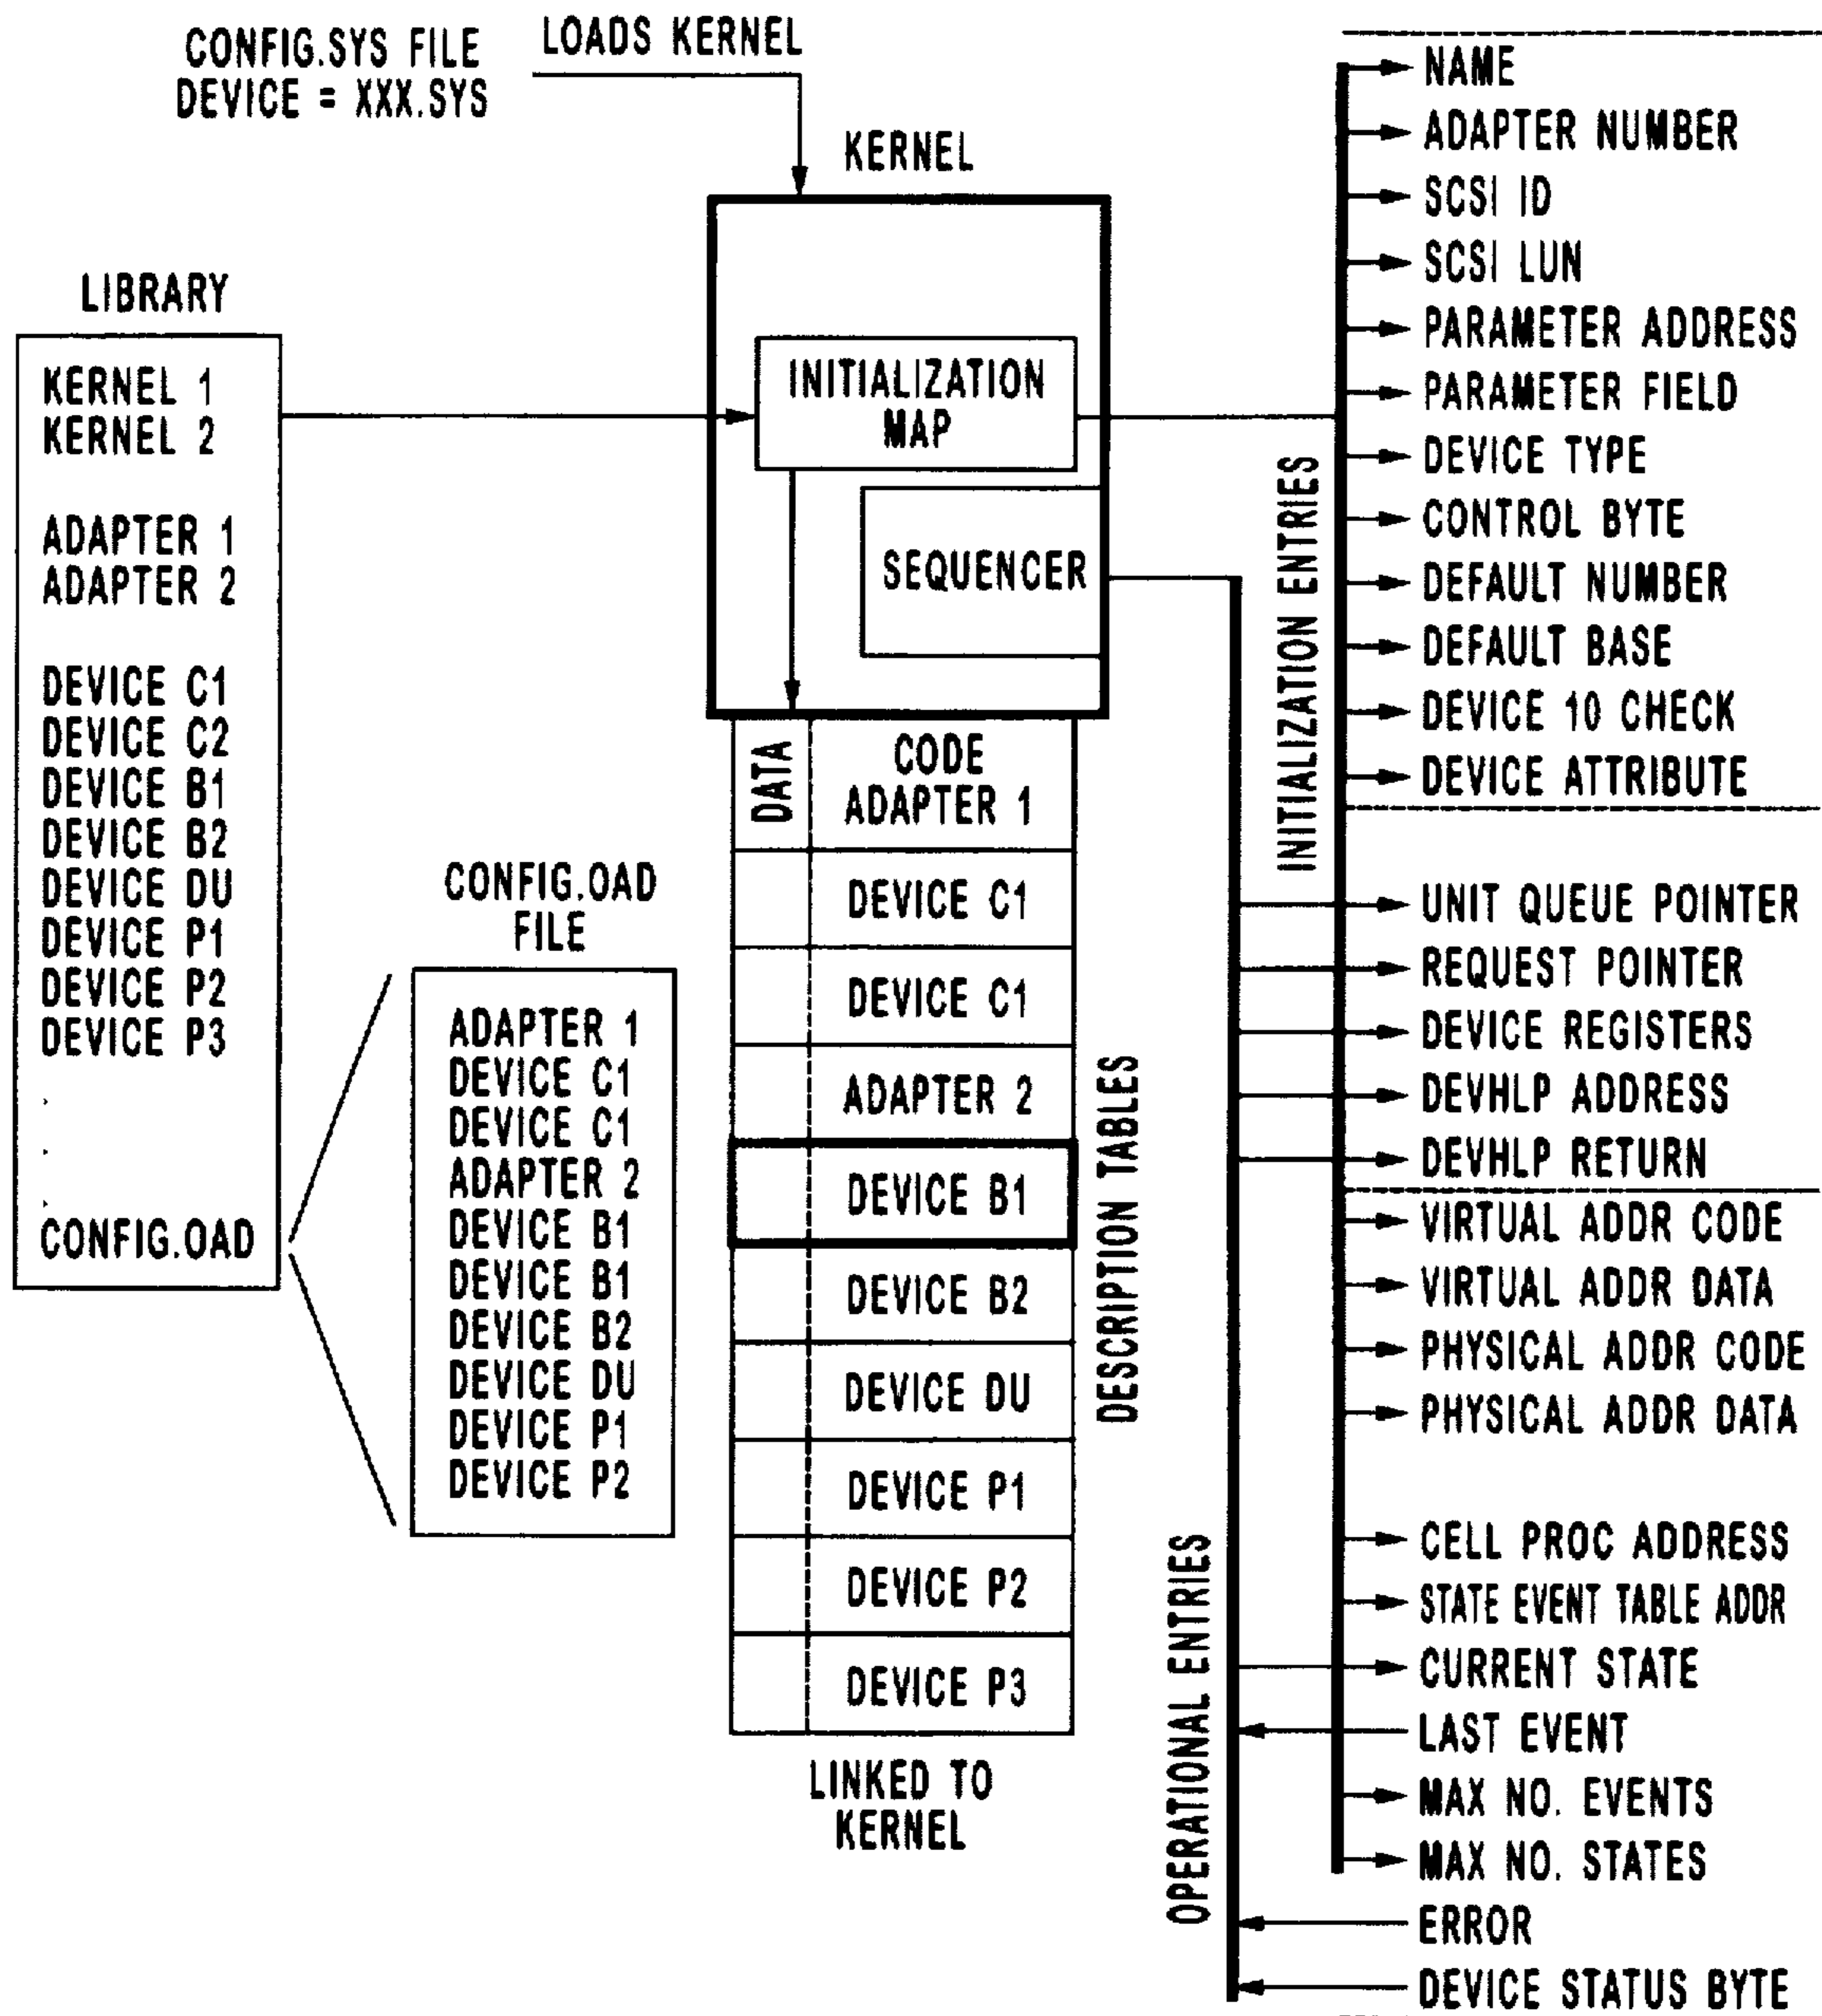 CONFIG.SYS FILE
DEVICE = XXX.SYS
LOADS KERNEL
KERNEL
INITIALIZATION
MAP
SEQUENCER
LIBRARY
KERNEL 1
KERNEL 2
ADAPTER 1
ADAPTER 2
DEVICE C1
DEVICE C2
DEVICE B1
DEVICE B2
DEVICE DU
DEVICE P1
DEVICE P2
DEVICE P3
.
.
.
CONFIG.OAD
CONFIG.OAD
FILE
ADAPTER 1
DEVICE C1
DEVICE C1
ADAPTER 2
DEVICE B1
DEVICE B1
DEVICE B2
DEVICE DU
DEVICE P1
DEVICE P2
DATA
CODE
ADAPTER 1
DEVICE C1
DEVICE C1
ADAPTER 2
DEVICE B1
DEVICE B2
DEVICE DU
DEVICE P1
DEVICE P2
DEVICE P3
LINKED TO
KERNEL
DESCRIPTION TABLES
OPERATIONAL ENTRIES
INITIALIZATION ENTRIES
NAME
ADAPTER NUMBER
SCSI ID
SCSI LUN
PARAMETER ADDRESS
PARAMETER FIELD
DEVICE TYPE
CONTROL BYTE
DEFAULT NUMBER
DEFAULT BASE
DEVICE 10 CHECK
DEVICE ATTRIBUTE
UNIT QUEUE POINTER
REQUEST POINTER
DEVICE REGISTERS
DEVHLP ADDRESS
DEVHLP RETURN
VIRTUAL ADDR CODE
VIRTUAL ADDR DATA
PHYSICAL ADDR CODE
PHYSICAL ADDR DATA
CELL PROC ADDRESS
STATE EVENT TABLE ADDR
CURRENT STATE
LAST EVENT
MAX NO. EVENTS
MAX NO. STATES
ERROR
DEVICE STATUS BYTE